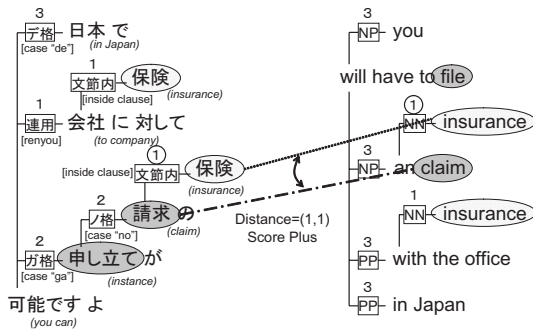 3
デ格 日本 で
[case "de"] (in Japan)
1
文節内 保険
[inside clause] (insurance)
1
連用 会社 に 対して
[renyou] (to company)
1
[inside clause] 文節内 保険
(insurance)
2
ノ格 請求 の
[case "no"] (claim)
2
ガ格 申し立て が
[case "ga"] (instance)
可能です よ
(you can)
Distance=(1,1)
Score Plus
3
NP you
will have to file
1
NN insurance
3
NP an claim
1
NN insurance
3
PP with the office
3
PP in Japan